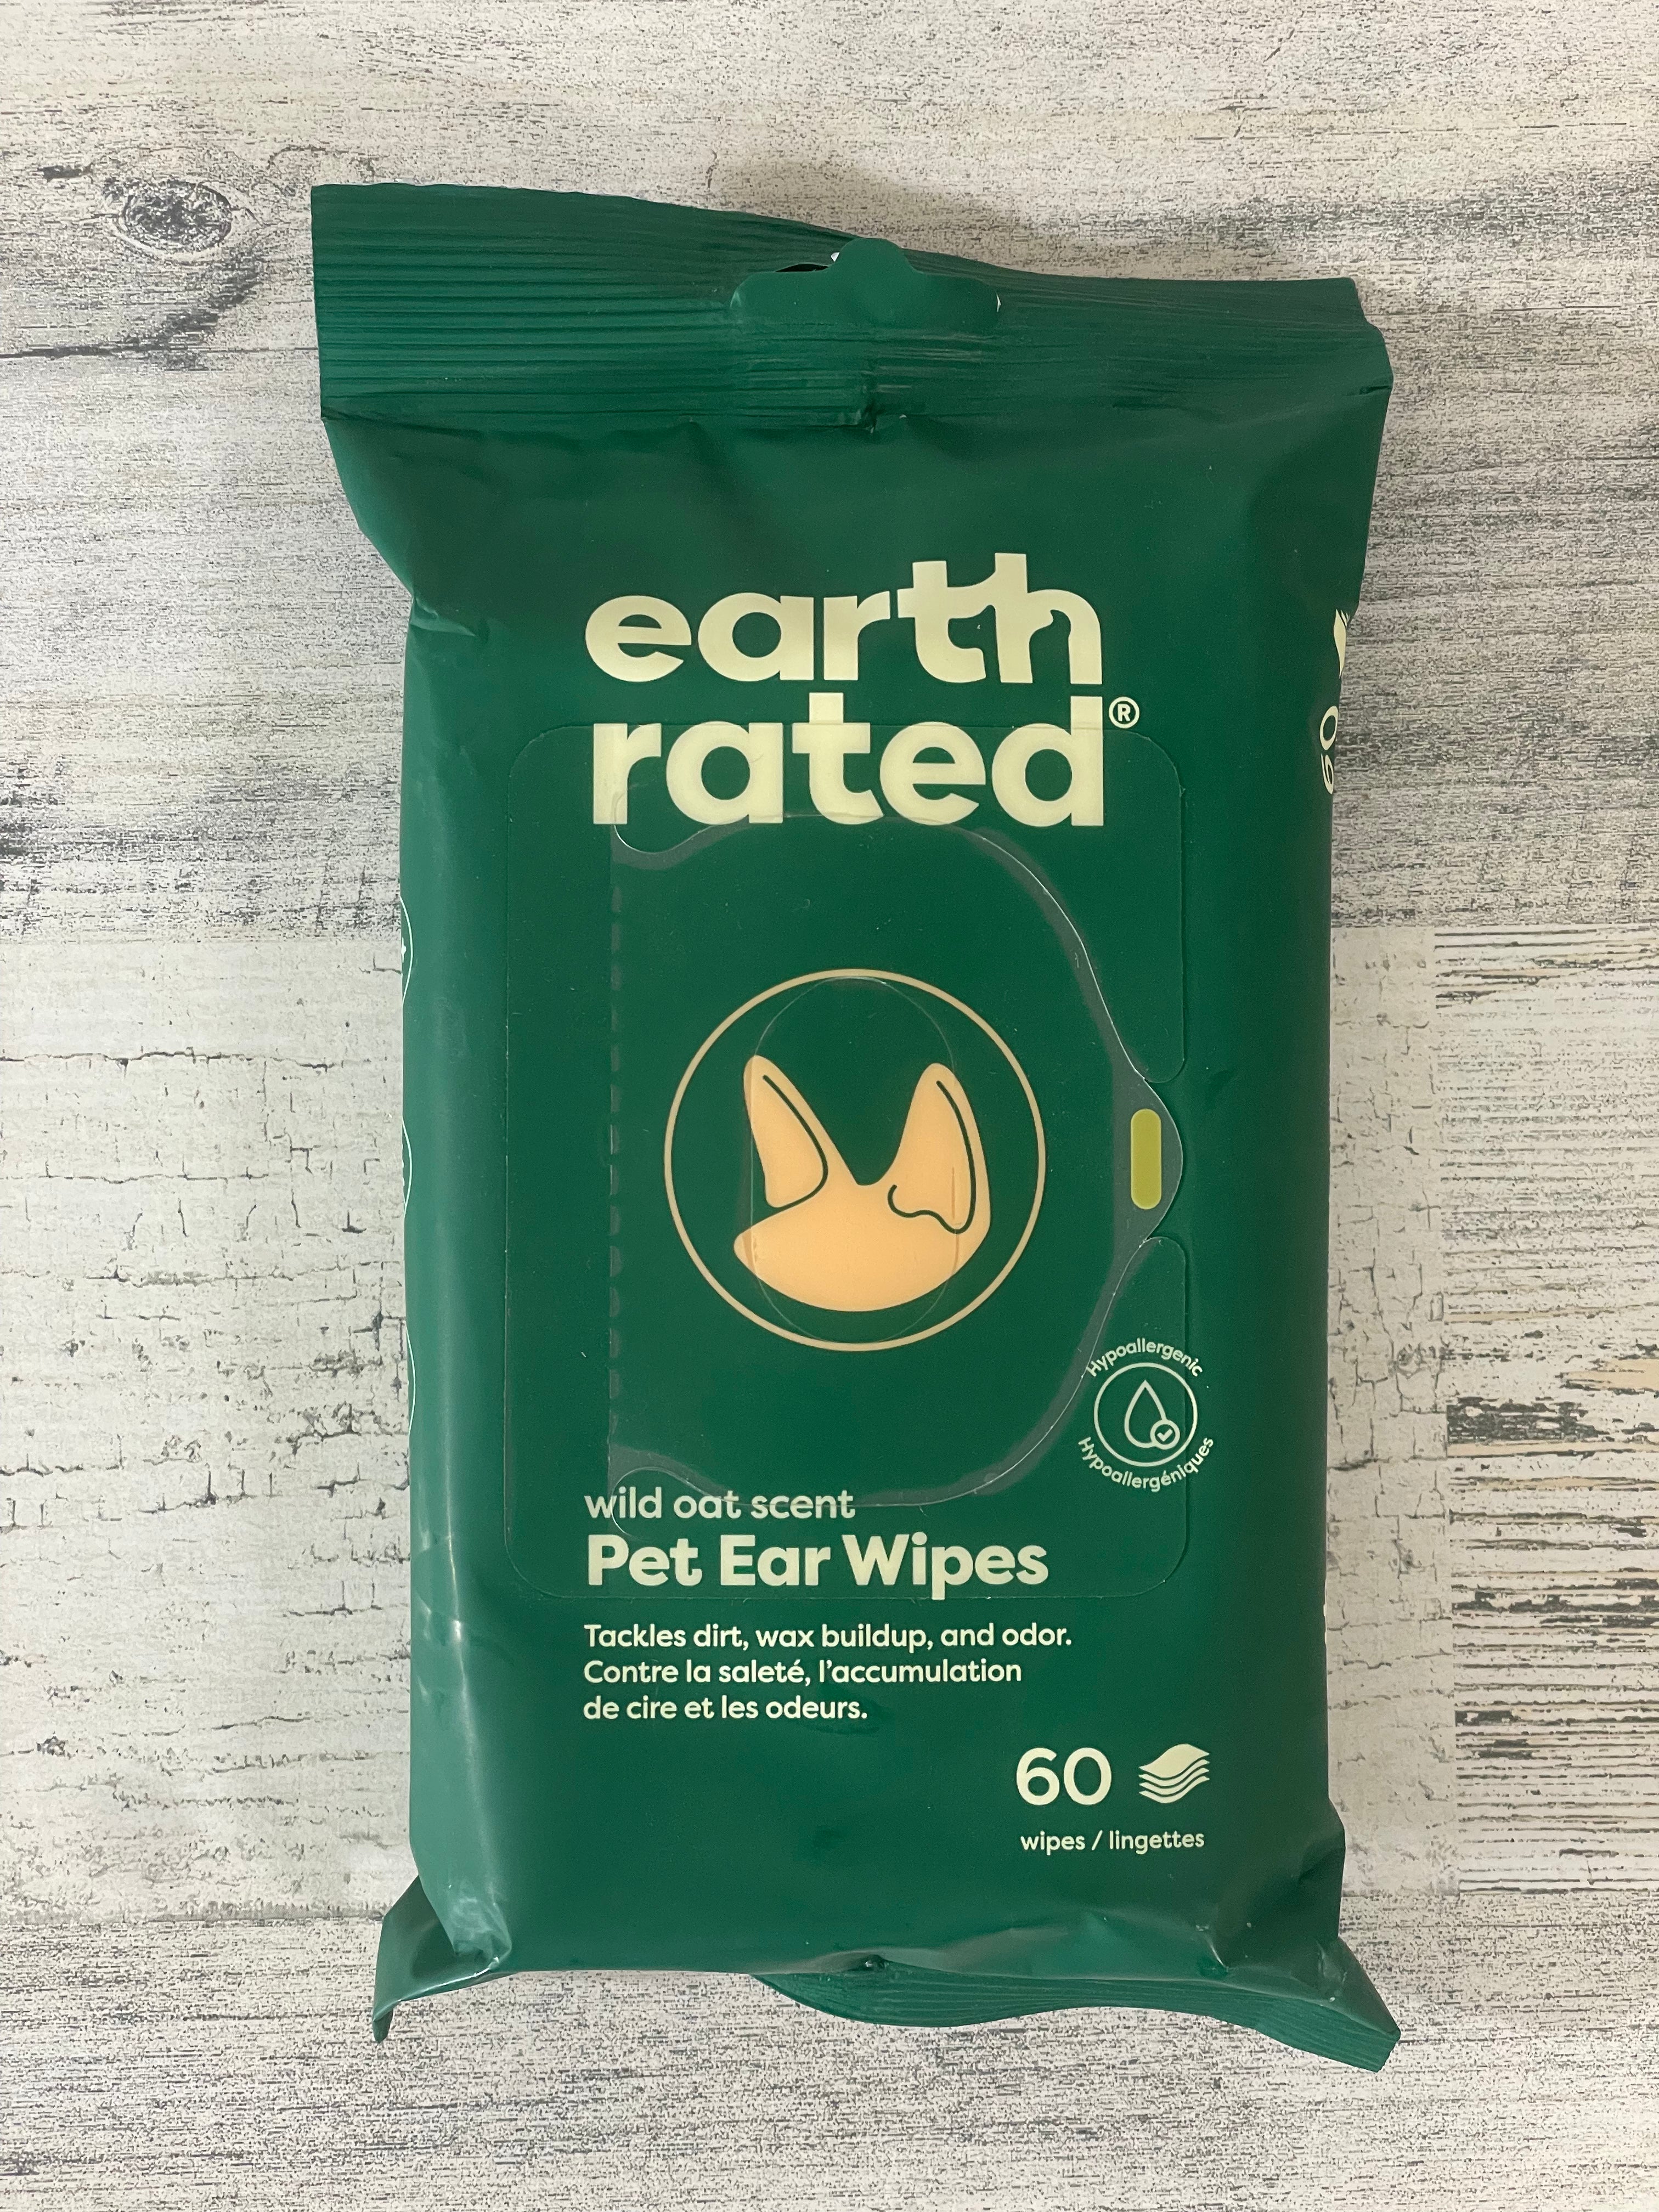 earth
rated®
60
Hypoallergenic
Hypoallergéniques
wild oat scent
Pet Ear Wipes
Tackles dirt, wax buildup, and odor.
Contre la saleté, l'accumulation
de cire et les odeurs.
60
wipes / lingettes